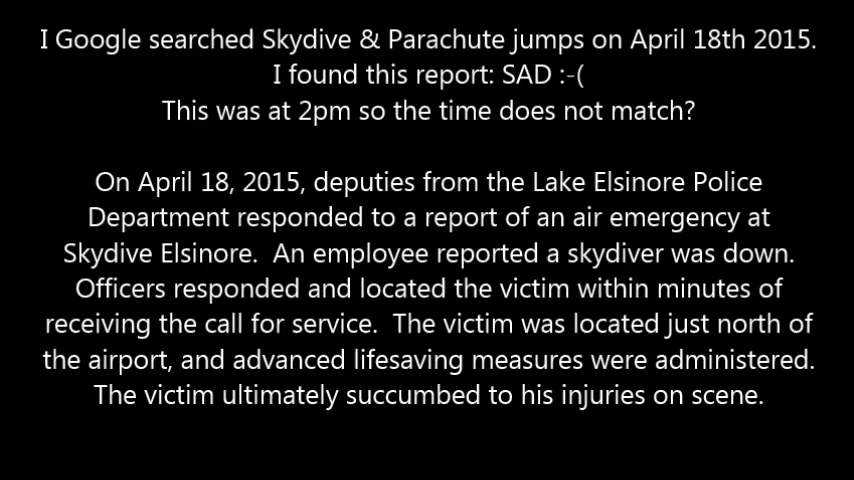 I Google searched Skydive & Parachute jumps on April 18th 2015.
I found this report: SAD :-(
This was at 2pm so the time does not match?
On April 18, 2015, deputies from the Lake Elsinore Police
Department responded to a report of an air emergency at
Skydive Elsinore.  An employee reported a skydiver was down.
Officers responded and located the victim within minutes of
receiving the call for service.  The victim was located just north of
the airport, and advanced lifesaving measures were administered.
The victim ultimately succumbed to his injuries on scene.